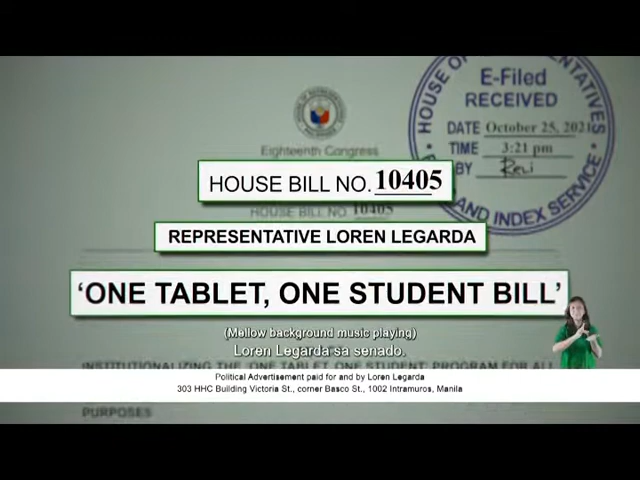 E-Filed
RECEIVED
DATE October 25, 2021
TIME 3:21 pm
BY
HOUSE OF REPRESENTATIVES
AND INDEX SERVICE
Eighteenth Congress
HOUSE BILL NO. 10405
HOUSE BILL NO. 10405
REPRESENTATIVE LOREN LEGARDA
'ONE TABLET, ONE STUDENT BILL'
(Mellow background music playing)
Loren Legarda sa senado.
INSTITUTIONALIZING THE 'ONE TABLET, ONE STUDENT' PROGRAM FOR ALL
Political Advertisement paid for and by Loren Legarda
303 HHC Building Victoria St., corner Basco St., 1002 Intramuros, Manila
PURPOSES